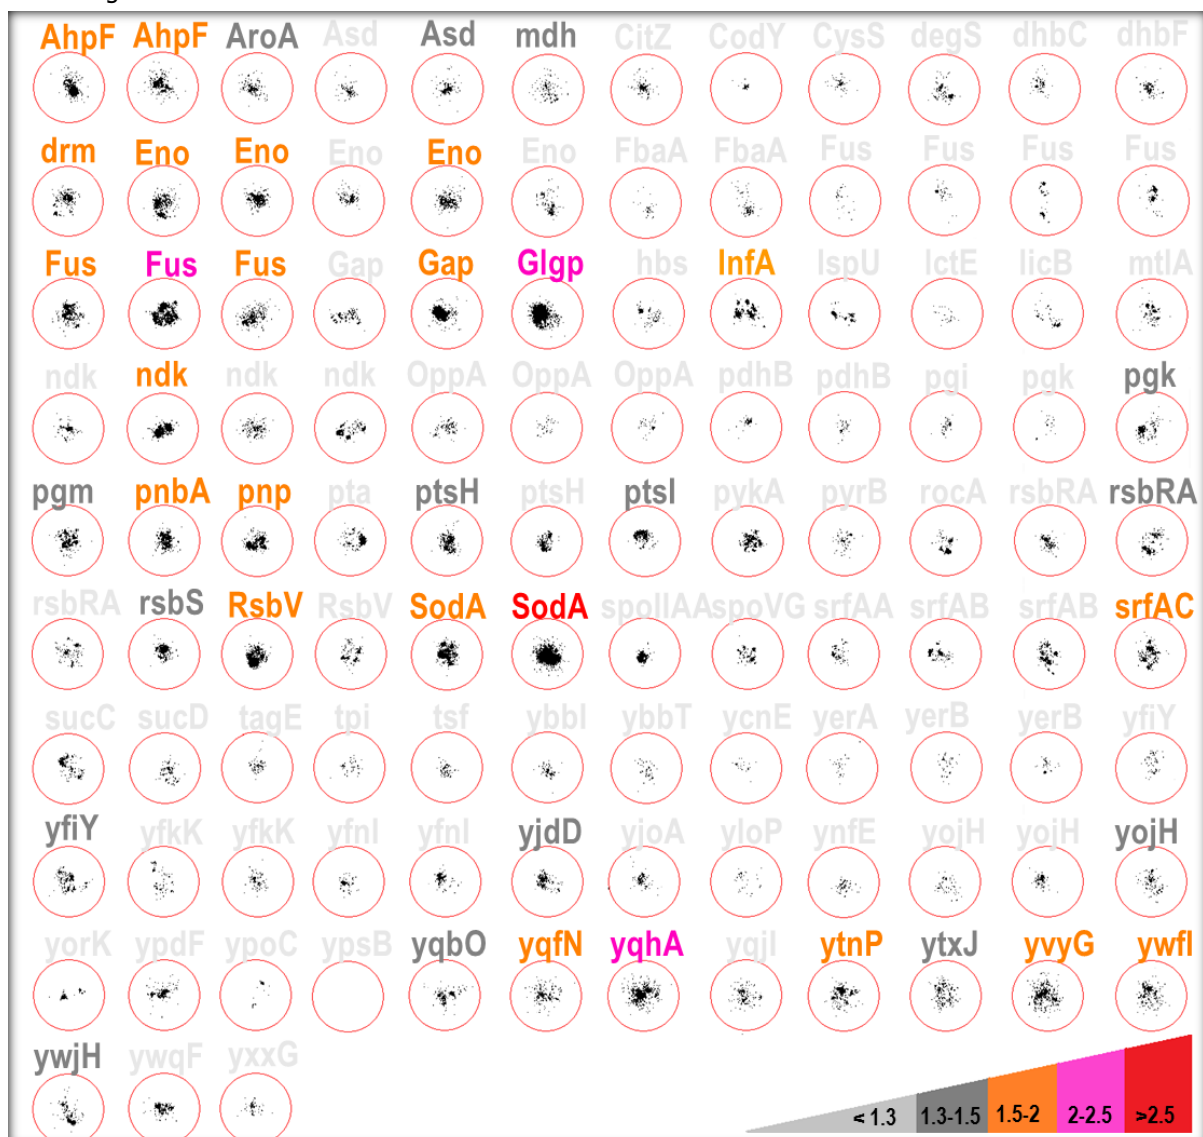 AhpF AhpF AroA Asd Asd mdh CitZ CodY CysS degS dhbC dhbF
drm Eno Eno Eno Eno Eno FbaA FbaA Fus Fus Fus Fus
Fus Fus Fus Gap Gap Glgp hbs InfA IspU lctE licB mtlA
ndk ndk ndk ndk OppA OppA OppA pdhB pdhB pgi pgk pgk
pgm pnbA pnp pta ptsH ptsH ptsI pykA pyrB rocA rsbRA rsbRA
rsbRA rsbS RsbV RsbV SodA SodA spoIIAA spoVG srfAA srfAB srfAB srfAC
sucC sucD tagE tpi tsf ybbI ybbT ycnE yerA yerB yerB yfiY
yfiY yfkK yfkK yfnI yfnI yjdD yjoA yloP ynfE yojH yojH yojH
yorK ypdF ypoC ypsB yqbO yqfN yqhA yqjI ytnP ytxJ yvyG ywfI
ywjH ywqF yxxG
< 1.3 1.3-1.5 1.5-2 2-2.5 >2.5